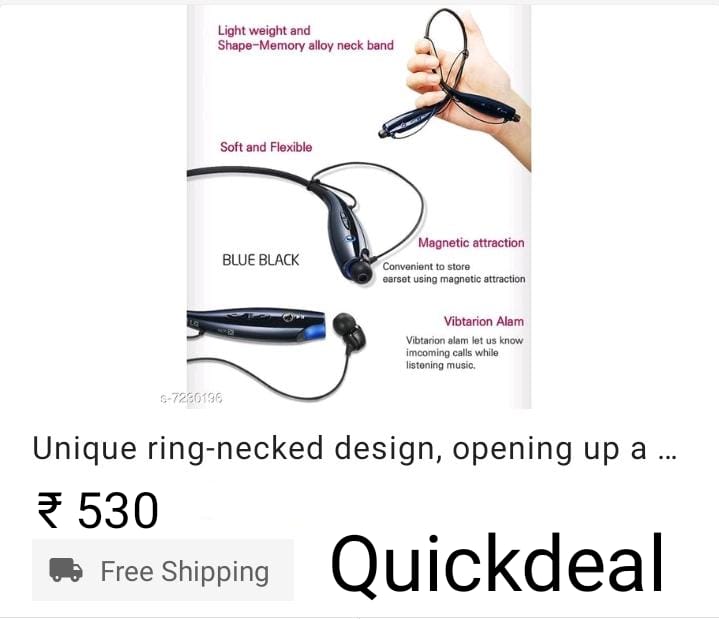 Light weight and
Shape-Memory alloy neck band
Soft and Flexible
BLUE BLACK
Magnetic attraction
Convenient to store
earset using magnetic attraction
Vibtarion Alam
Vibtarion alam let us know
imcoming calls while
listening music.
s-7230196
Unique ring-necked design, opening up a ...
₹ 530
Free Shipping
Quickdeal